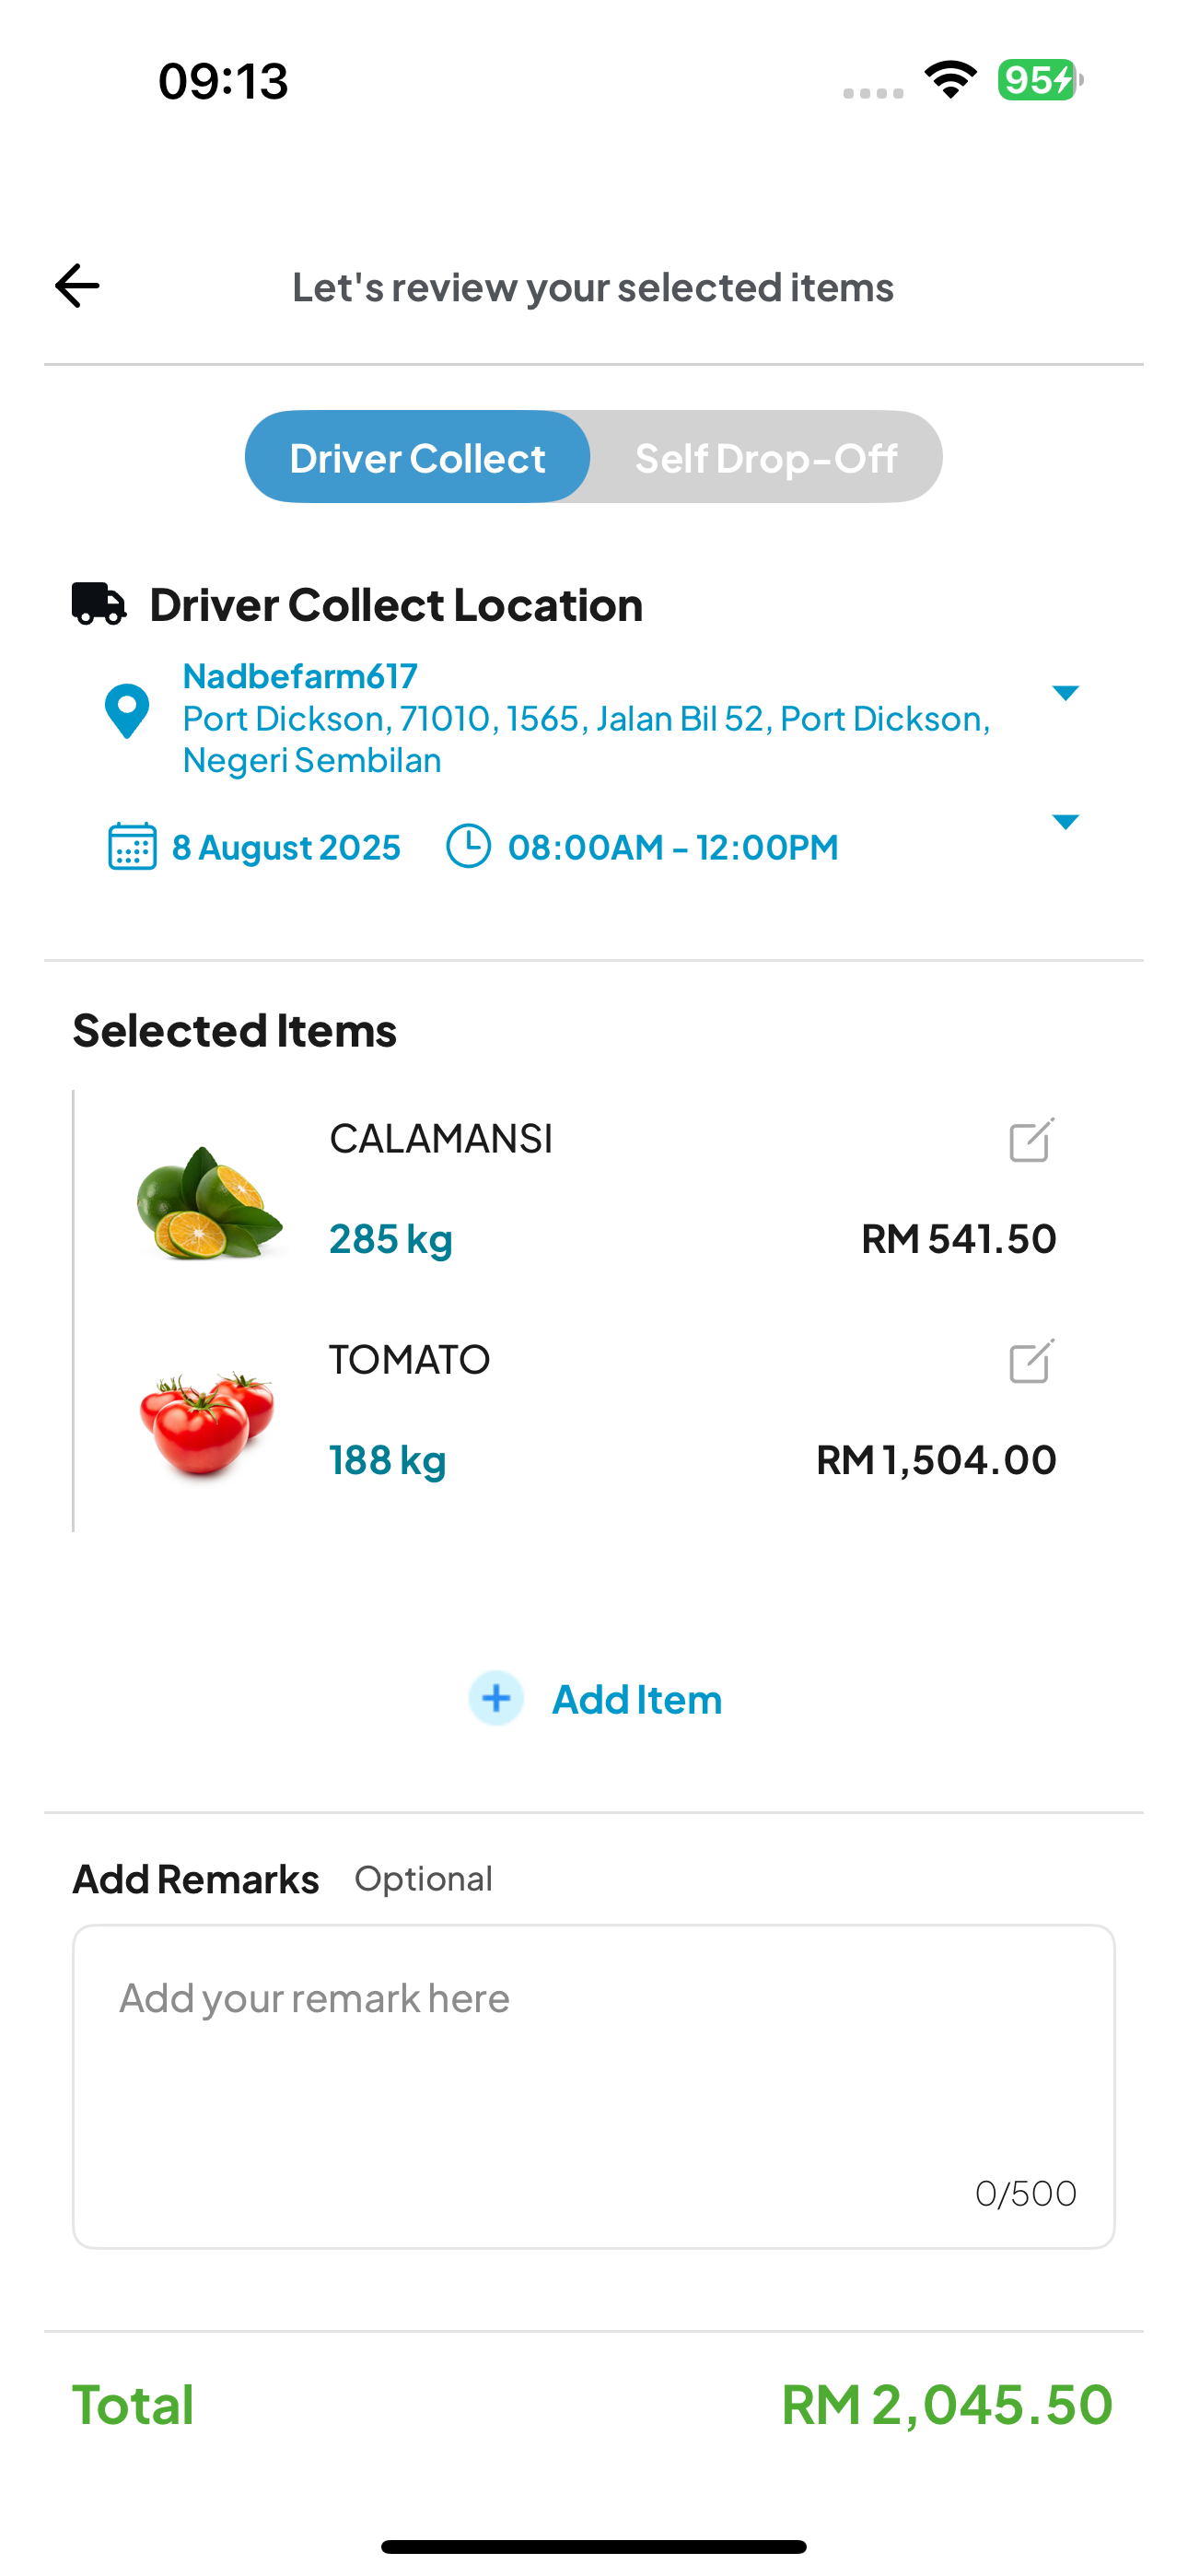 09:13
95
Let's review your selected items
Driver Collect
Self Drop-Off
Driver Collect Location
Nadbefarm617
Port Dickson, 71010, 1565, Jalan Bil 52, Port Dickson,
Negeri Sembilan
8 August 2025
08:00AM - 12:00PM
Selected Items
CALAMANSI
285 kg
RM 541.50
TOMATO
188 kg
RM 1,504.00
Add Item
Add Remarks
Optional
Add your remark here
0/500
Total
RM 2,045.50